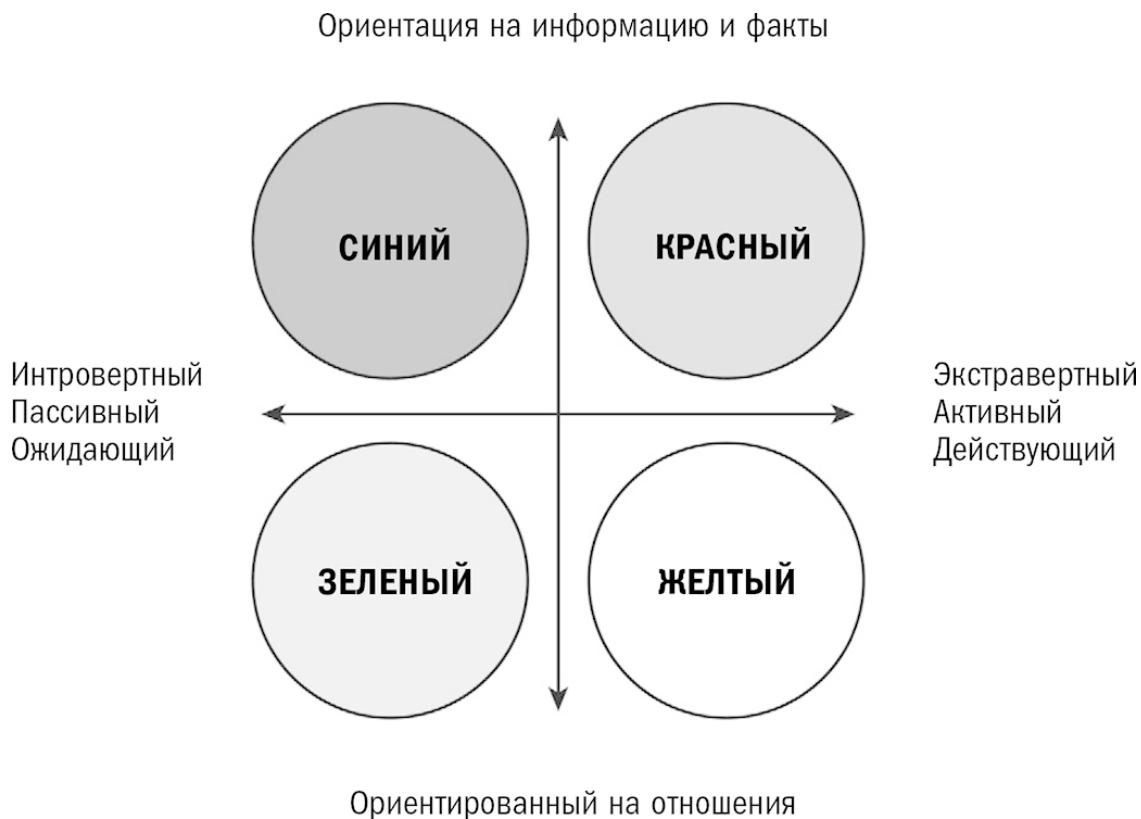 Ориентация на информацию и факты
СИНИЙ
КРАСНЫЙ
Интровертный
Пассивный
Ожидающий
Экстравертный
Активный
Действующий
ЗЕЛЕНЫЙ
ЖЕЛТЫЙ
Ориентированный на отношения